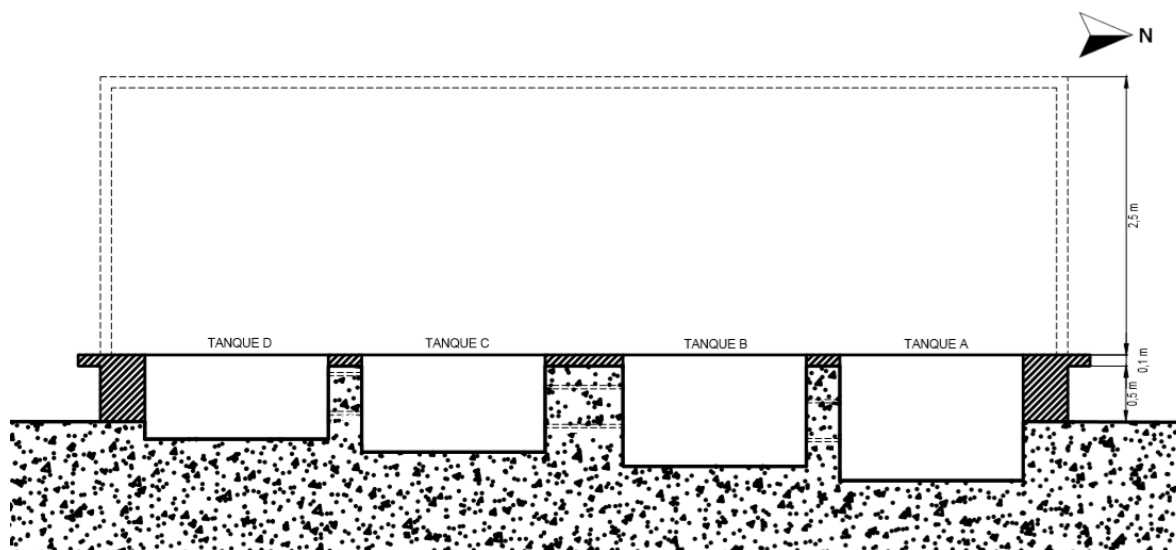 N
2,5 m
TANQUE D
TANQUE C
TANQUE B
TANQUE A
0,1 m
0,5 m